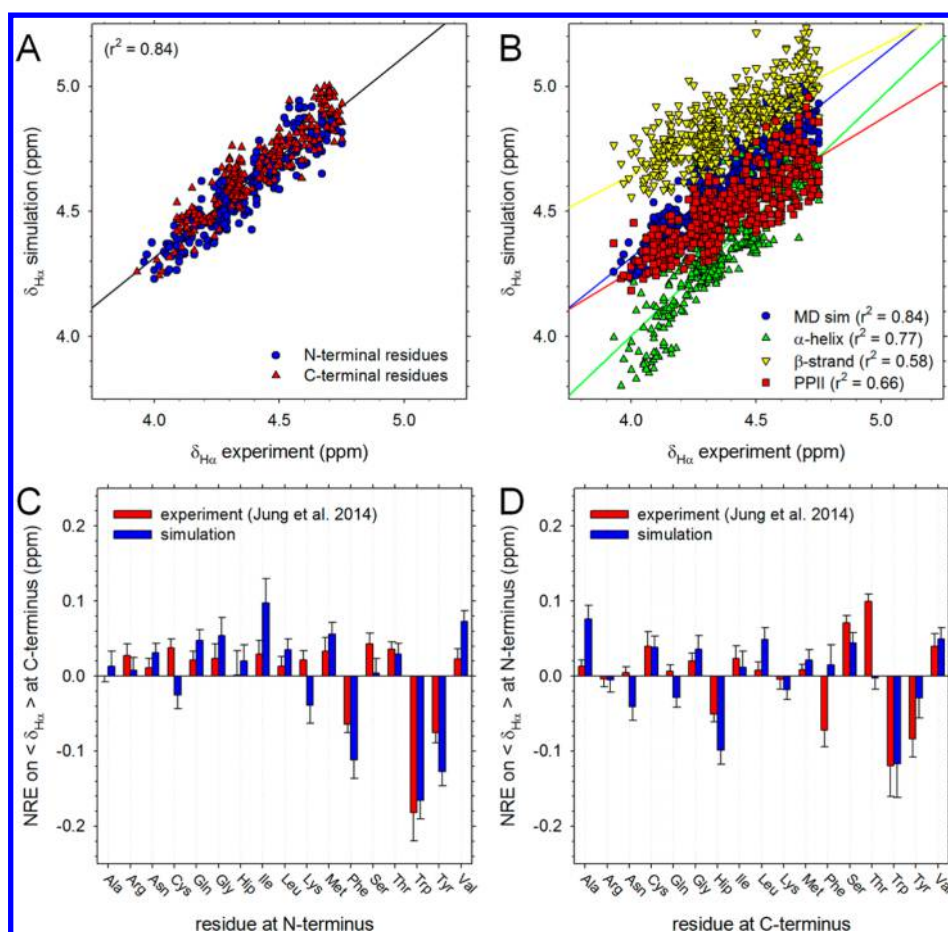 A
(r² = 0.84)
5.0
4.5
4.0
δHα simulation (ppm)
N-terminal residues
C-terminal residues
4.0 4.5 5.0
δHα experiment (ppm)
B
5.0
4.5
4.0
δHα simulation (ppm)
MD sim (r² = 0.84)
α-helix (r² = 0.77)
β-strand (r² = 0.58)
PPII (r² = 0.66)
4.0 4.5 5.0
δHα experiment (ppm)
C
experiment (Jung et al. 2014)
simulation
0.2
0.1
0.0
-0.1
-0.2
NRE on < δHα > at C-terminus (ppm)
Ala Arg Asn Cys Gln Gly Hip Ile Leu Lys Met Phe Ser Thr Trp Tyr Val
residue at N-terminus
D
experiment (Jung et al. 2014)
simulation
0.2
0.1
0.0
-0.1
-0.2
NRE on < δHα > at N-terminus (ppm)
Ala Arg Asn Cys Gln Gly Hip Ile Leu Lys Met Phe Ser Thr Trp Tyr Val
residue at C-terminus